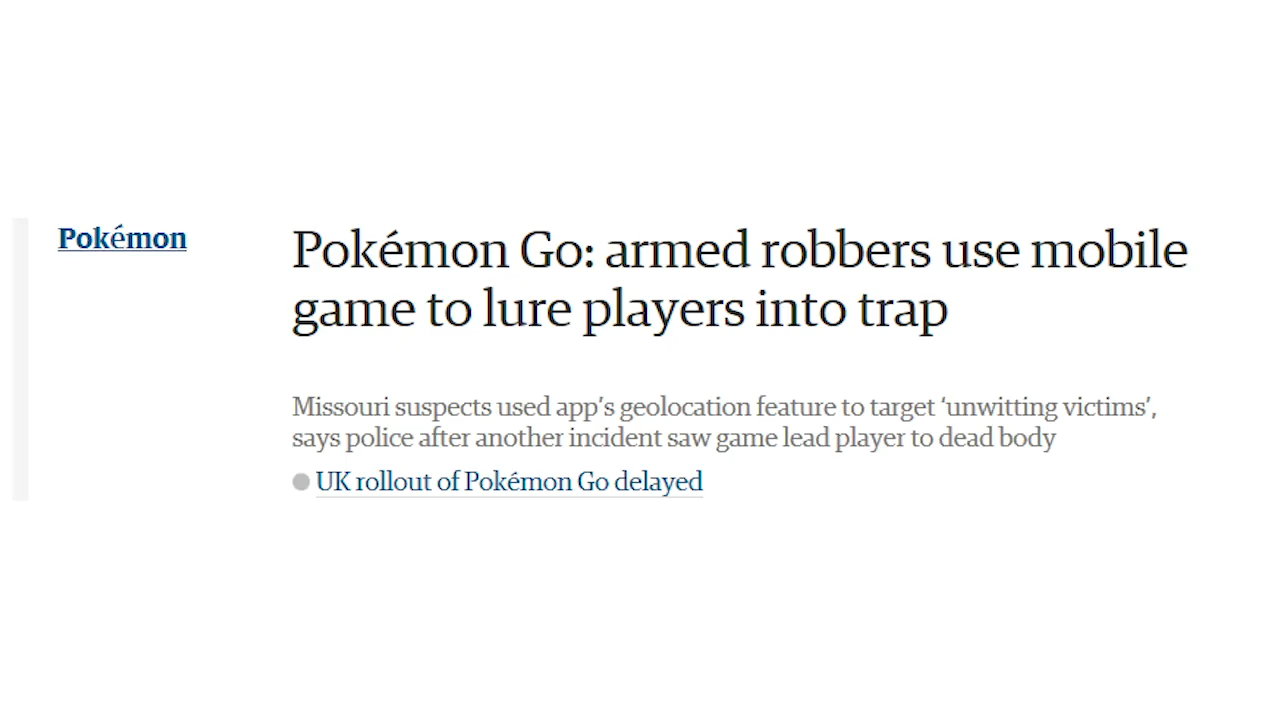 Pokémon
Pokémon Go: armed robbers use mobile
game to lure players into trap
Missouri suspects used app’s geolocation feature to target ‘unwitting victims’,
says police after another incident saw game lead player to dead body
UK rollout of Pokémon Go delayed